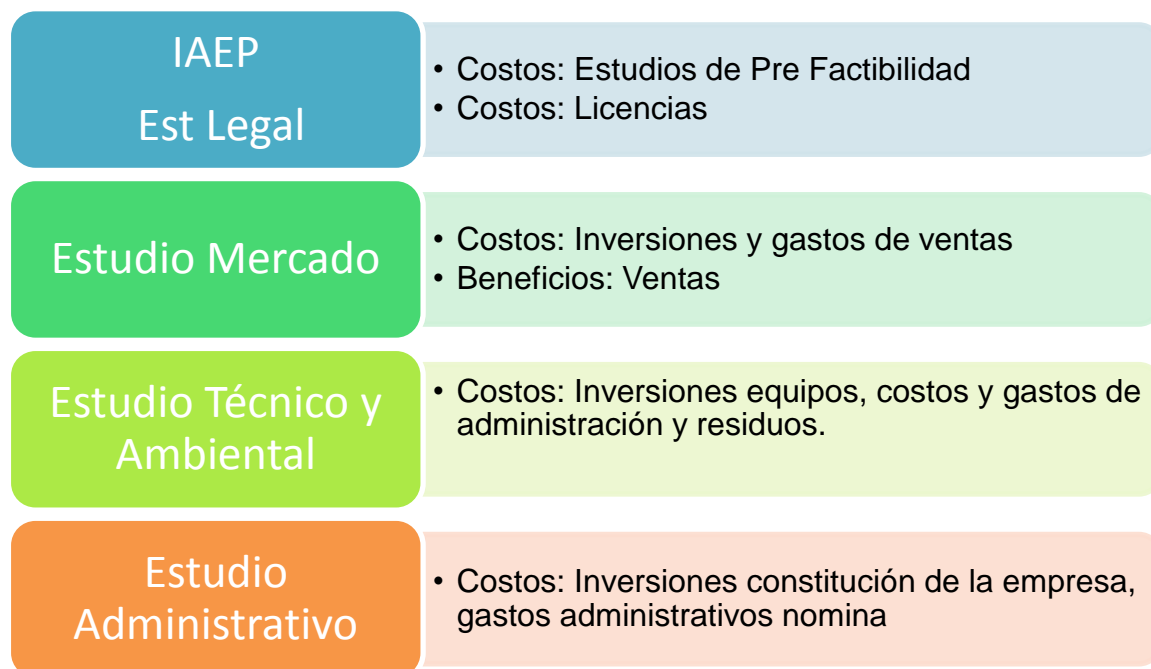 IAEP
Est Legal
• Costos: Estudios de Pre Factibilidad
• Costos: Licencias
Estudio Mercado
• Costos: Inversiones y gastos de ventas
• Beneficios: Ventas
Estudio Técnico y
Ambiental
• Costos: Inversiones equipos, costos y gastos de
administración y residuos.
Estudio
Administrativo
• Costos: Inversiones constitución de la empresa,
gastos administrativos nomina